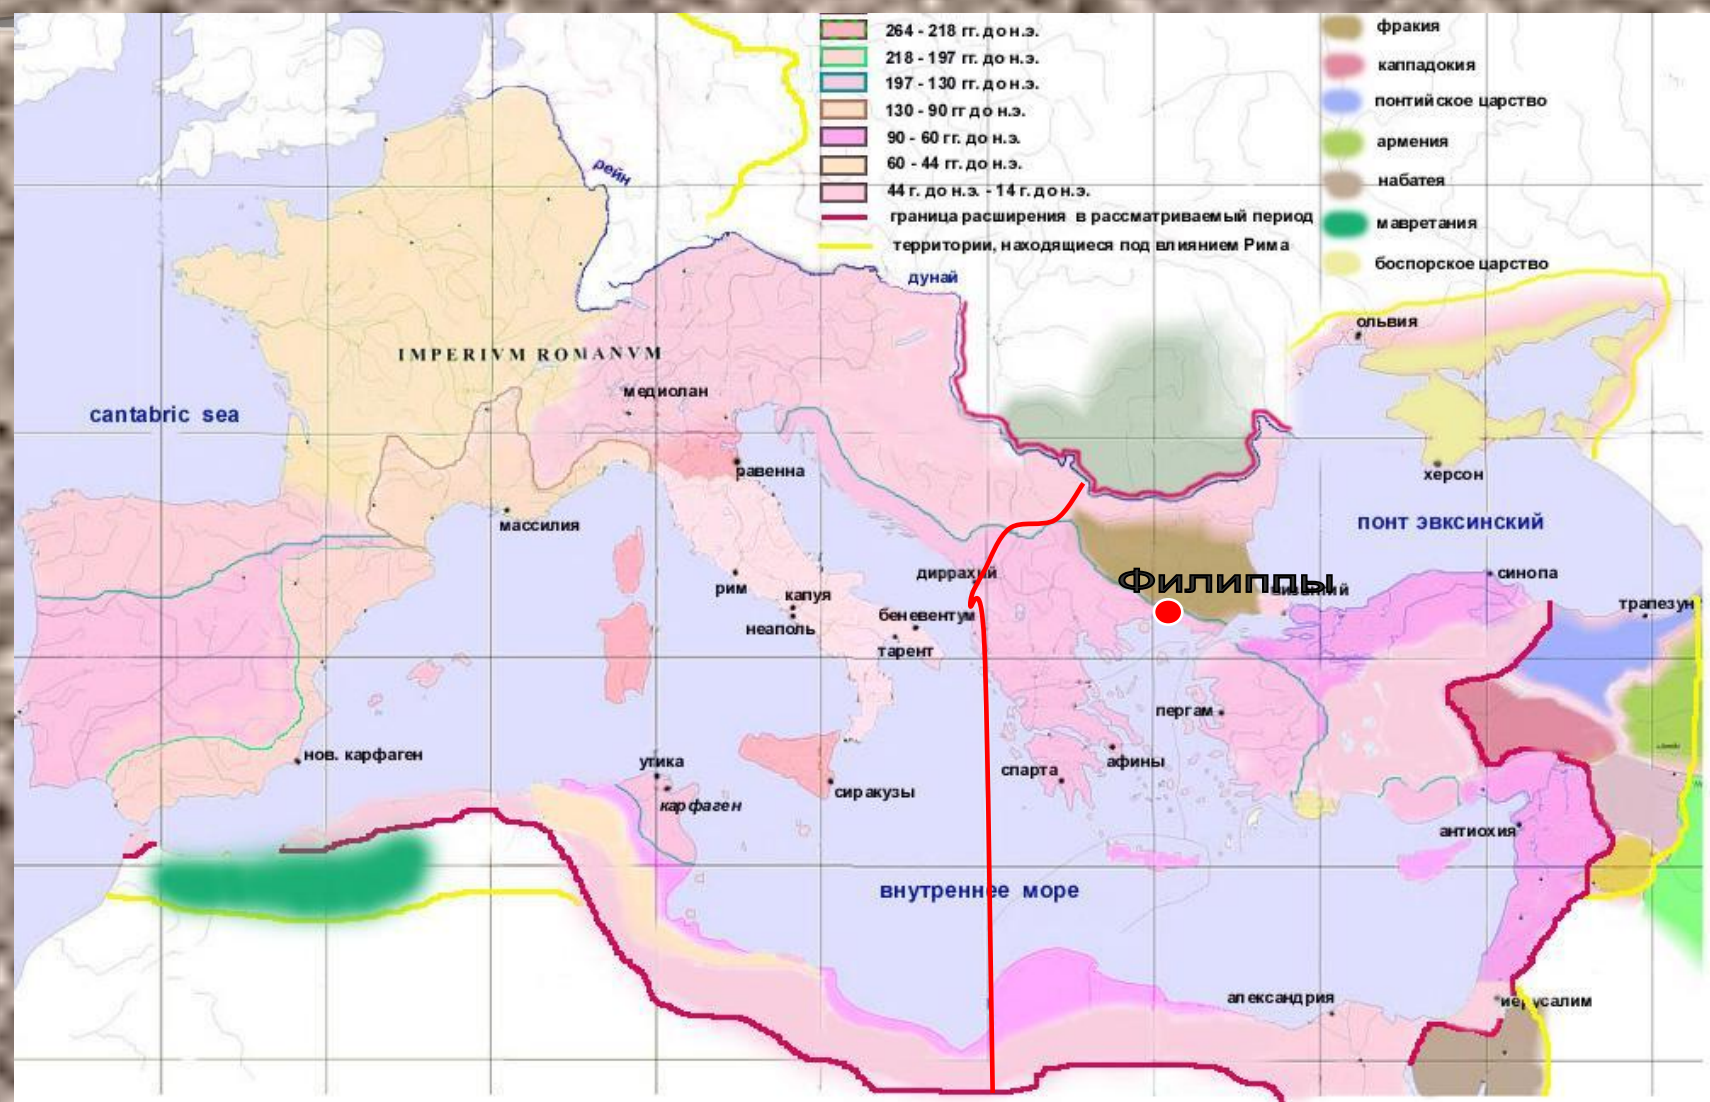 264 - 218 гг. до н.э.
218 - 197 гг. до н.э.
197 - 130 гг. до н.э.
130 - 90 гг до н.э.
90 - 60 гг. до н.э.
60 - 44 гг. до н.э.
44 г. до н.э. - 14 г. до н.э.
граница расширения в рассматриваемый период
территории, находящиеся под влиянием Рима
фракия
каппадокия
понтийское царство
армения
набатея
мавретания
боспорское царство
рейн
дунай
ольвия
IMPERIVM ROMANVM
медиолан
cantabric sea
равенна
херсон
массилия
понт эвксинский
диррахий
Филиппы
синопа
рим
капуя
трапезун
беневентум
неаполь
тарент
пергам
нов. карфаген
утика
спарта
афины
сиракузы
карфаген
антиохия
внутреннее море
александрия
иерусалим